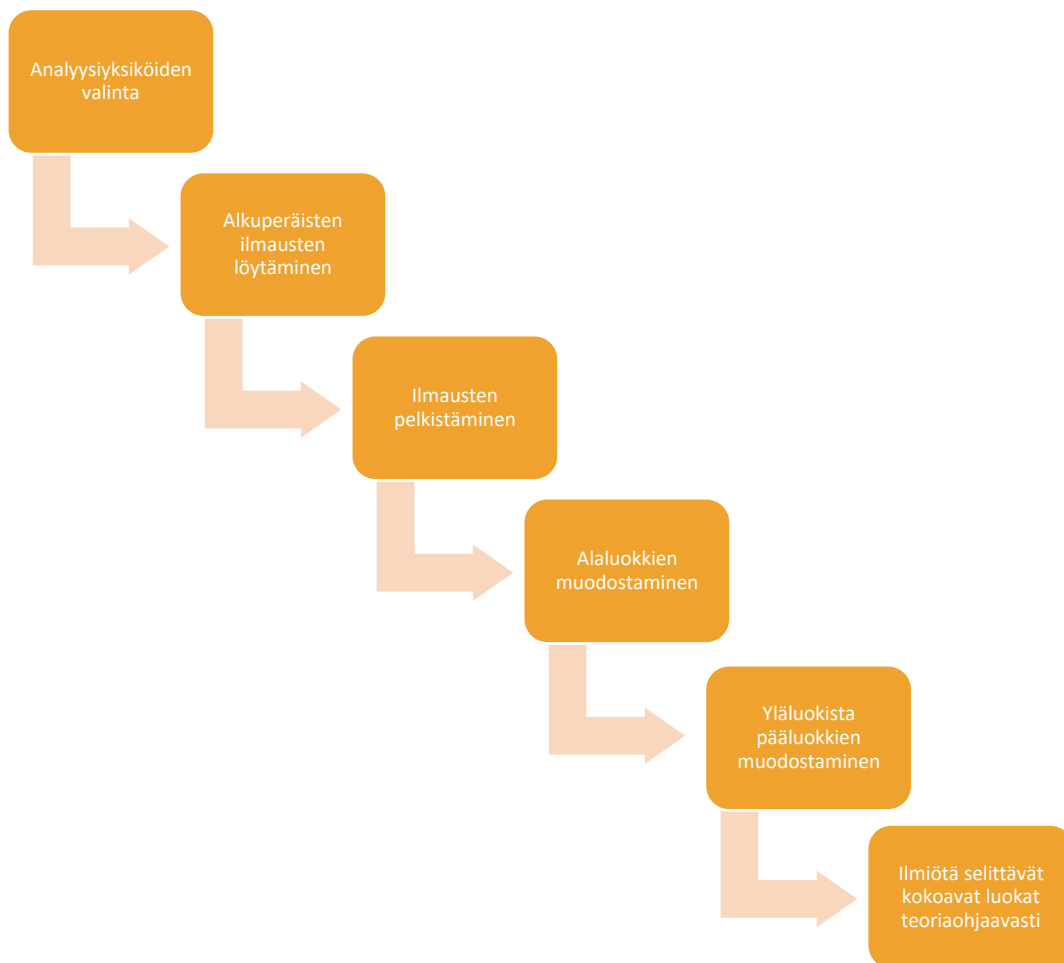 Analyysiyksiköiden
valinta
Alkuperäisten
ilmausten
löytäminen
Ilmausten
pelkistäminen
Alaluokkien
muodostaminen
Yläluokista
pääluokkien
muodostaminen
Ilmiötä selittävät
kokoavat luokat
teoriaohjaavasti